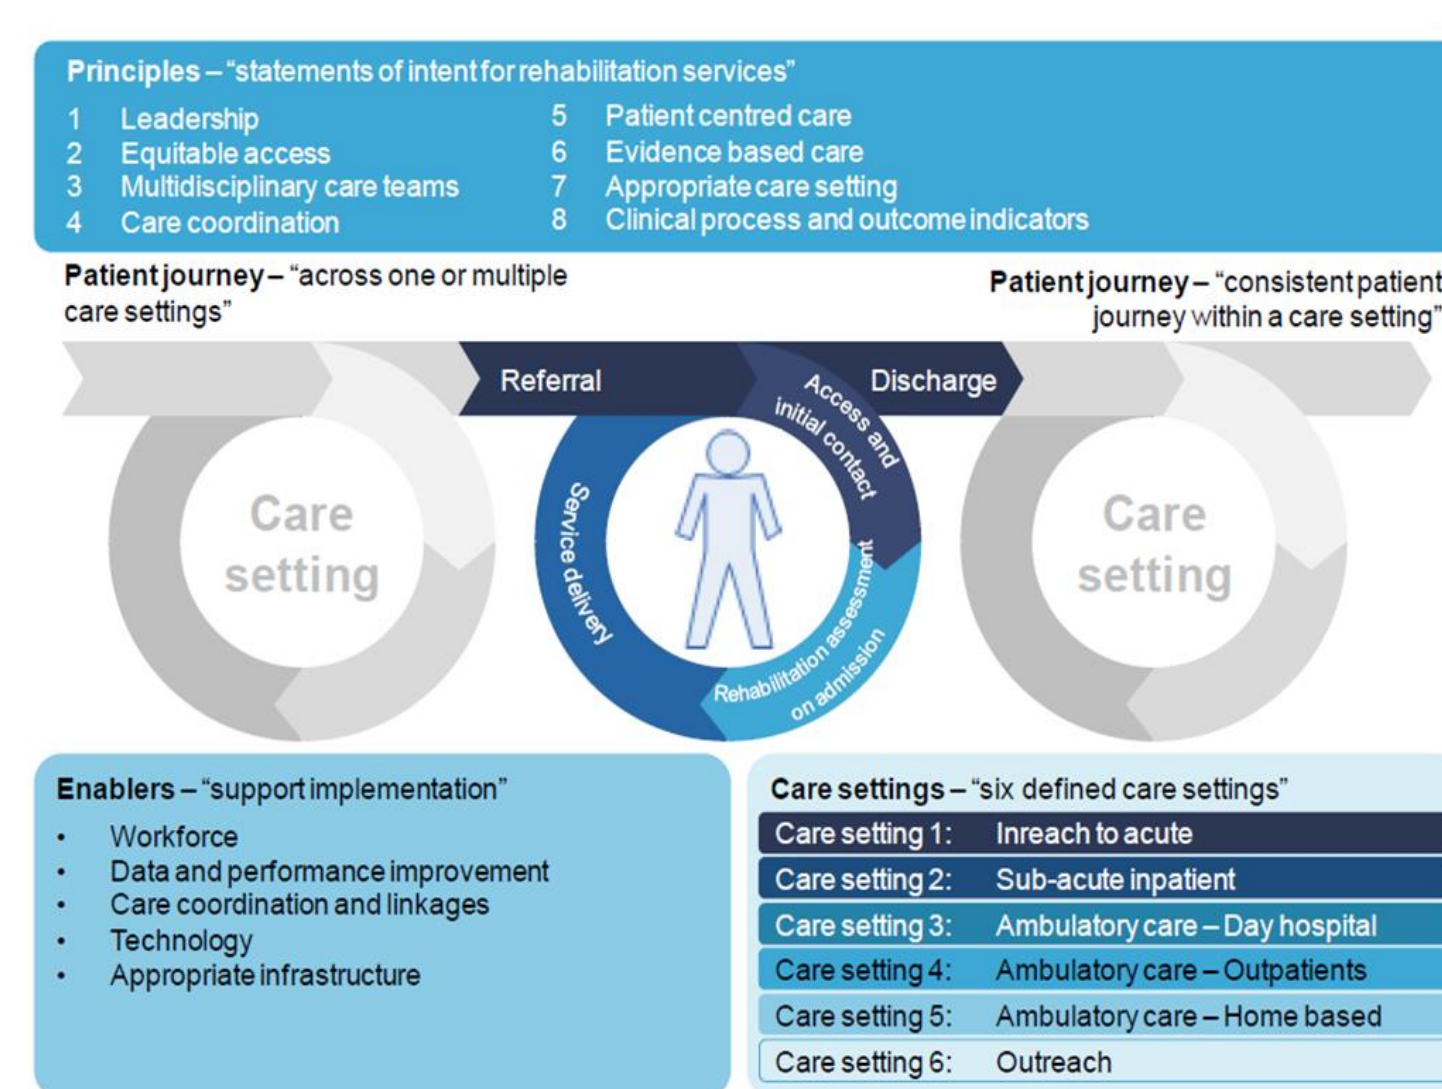 Principles – “statements of intent for rehabilitation services”
1 Leadership
2 Equitable access
3 Multidisciplinary care teams
4 Care coordination
5 Patient centred care
6 Evidence based care
7 Appropriate care setting
8 Clinical process and outcome indicators
Patient journey – “across one or multiple
care settings”
Patient journey – “consistent patient
journey within a care setting”
Referral
Discharge
Access and
initial contact
Rehabilitation assessment
on admission
Service delivery
Care
setting
Care
setting
Enablers – “support implementation”
• Workforce
• Data and performance improvement
• Care coordination and linkages
• Technology
• Appropriate infrastructure
Care settings – “six defined care settings”
Care setting 1: Inreach to acute
Care setting 2: Sub-acute inpatient
Care setting 3: Ambulatory care – Day hospital
Care setting 4: Ambulatory care – Outpatients
Care setting 5: Ambulatory care – Home based
Care setting 6: Outreach